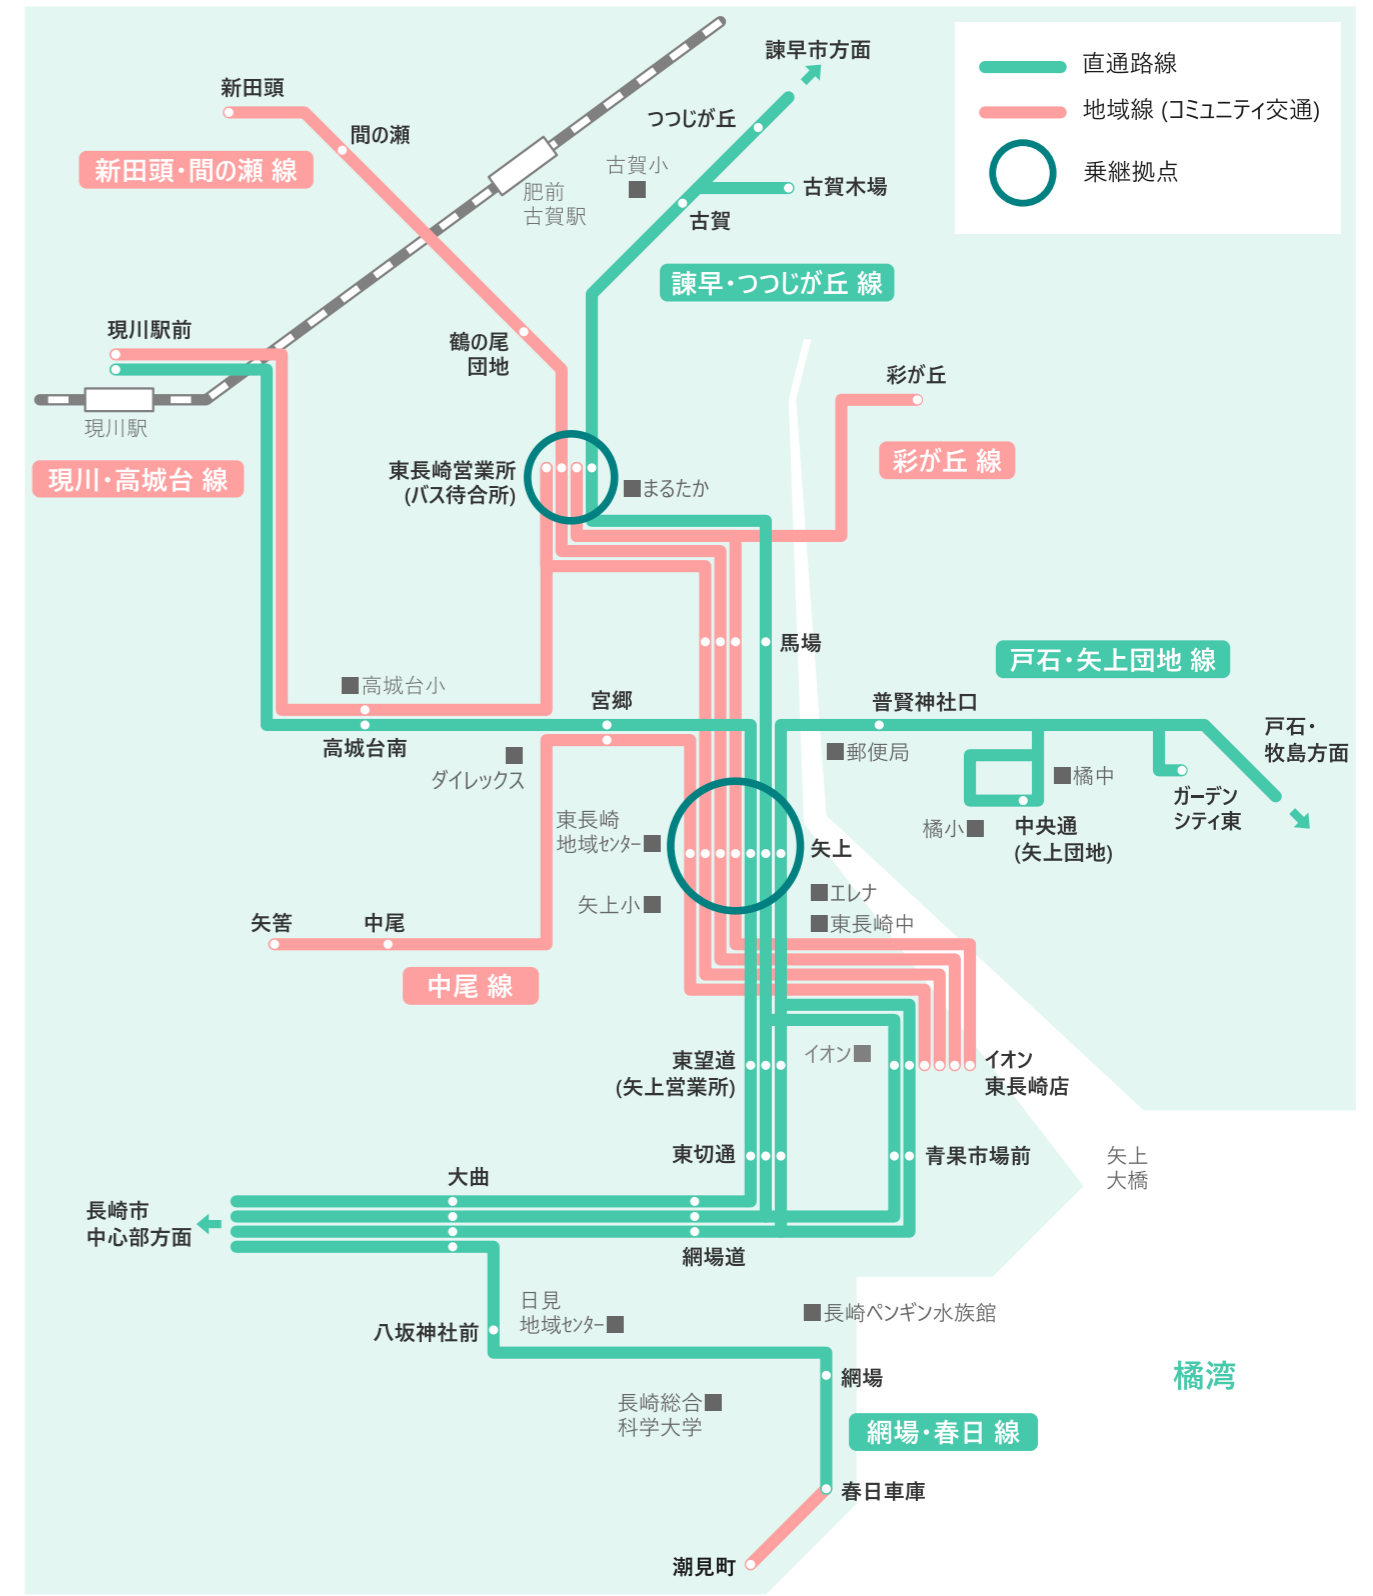 諫早市方面
直通路線
地域線 (コミュニティ交通)
乗継拠点
新田頭
間の瀬
新田頭・間の瀬 線
つつじが丘
古賀小
肥前
古賀駅
古賀木場
古賀
諫早・つつじが丘 線
現川駅前
鶴の尾
団地
現川駅
彩が丘
彩が丘 線
現川・高城台 線
東長崎営業所
(バス待合所)
まるたか
馬場
戸石・矢上団地 線
高城台小
宮郷
普賢神社口
戸石・
牧島方面
高城台南
ダイレックス
郵便局
橘中
ガーデン
シティ東
東長崎
地域センター
矢上
橘小
中央通
(矢上団地)
矢上小
エレナ
東長崎中
矢筈
中尾
中尾 線
東望道
(矢上営業所)
イオン
イオン
東長崎店
東切通
青果市場前
矢上
大橋
大曲
長崎市
中心部方面
網場道
日見
地域センター
八坂神社前
長崎ペンギン水族館
網場
橘湾
長崎総合
科学大学
網場・春日 線
春日車庫
潮見町